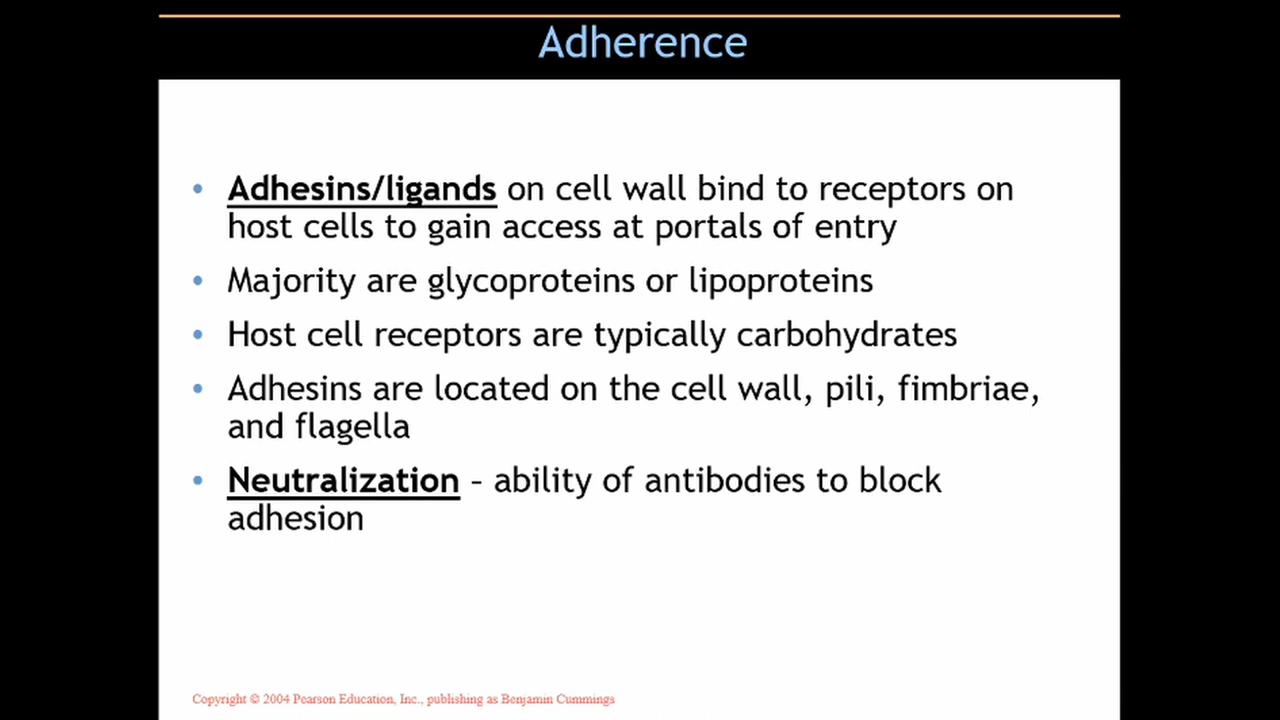 Adherence
• Adhesins/ligands on cell wall bind to receptors on
host cells to gain access at portals of entry
• Majority are glycoproteins or lipoproteins
• Host cell receptors are typically carbohydrates
• Adhesins are located on the cell wall, pili, fimbriae,
and flagella
• Neutralization – ability of antibodies to block
adhesion
Copyright © 2004 Pearson Education, Inc., publishing as Benjamin Cummings